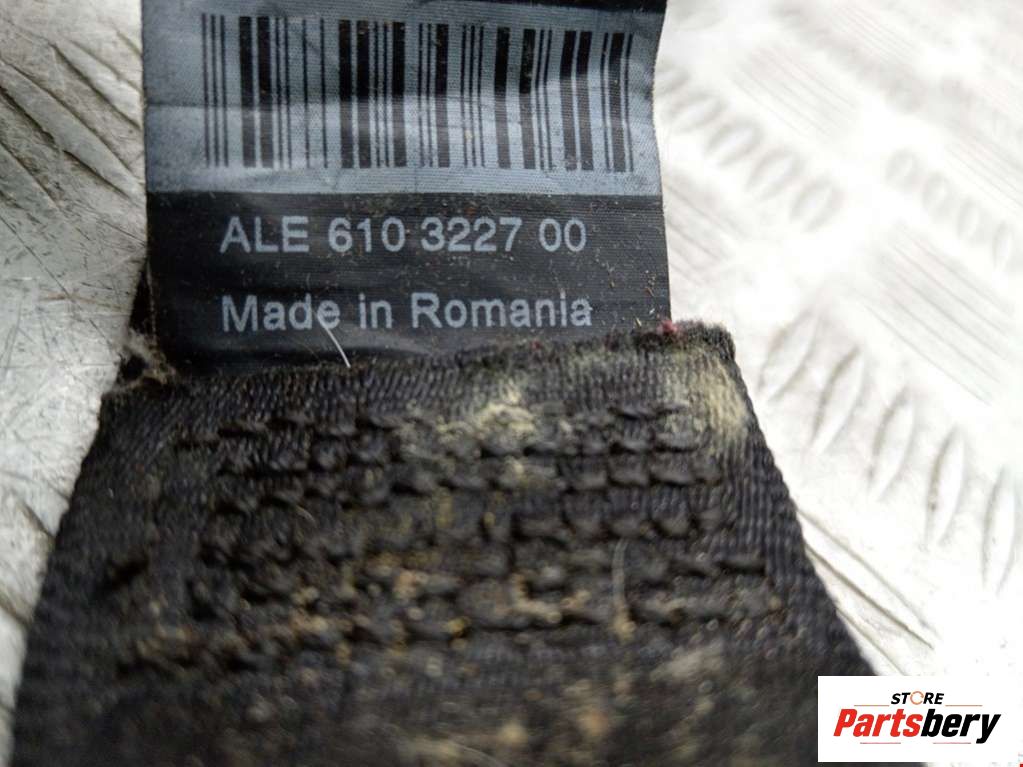 ALE 610 3227 00
Made in Romania
STORE
Partsbery